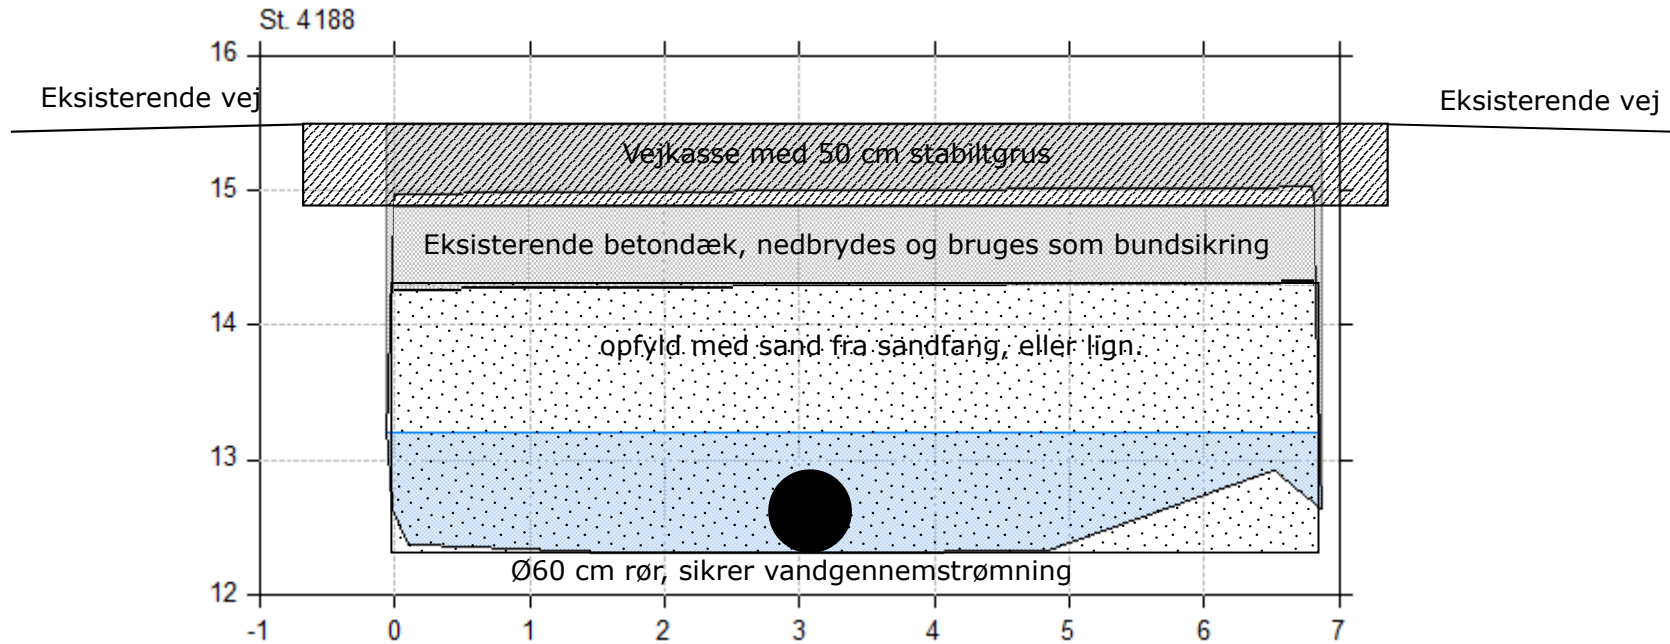 St. 4188
16
Eksisterende vej
Eksisterende vej
Vejkasse med 50 cm stabiltgrus
15
Eksisterende betondæk, nedbrydes og bruges som bundsikring
14
opfyld med sand fra sandfang, eller lign.
13
Ø60 cm rør, sikrer vandgennemstrømning
12
-1 0 1 2 3 4 5 6 7